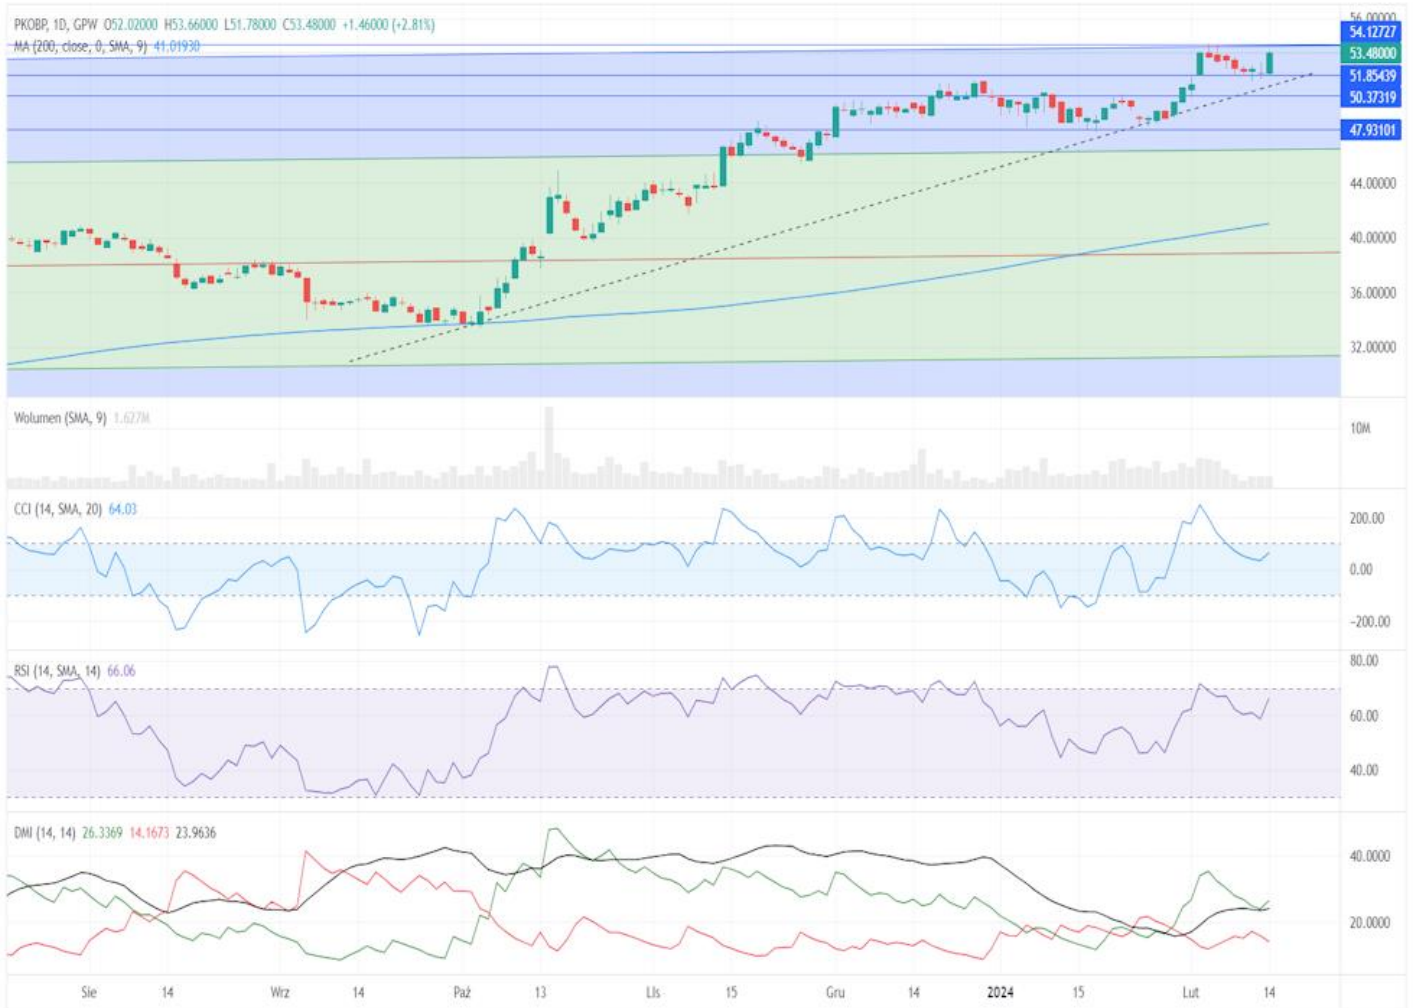 PKOBP, 1D, GPW O52.02000 H53.66000 L51.78000 C53.48000 +1.46000 (+2.81%)
MA (200, close, 0, SMA, 9) 41.01930
56.00000
54.12727
53.48000
51.85439
50.37319
47.93101
44.00000
40.00000
36.00000
32.00000
Wolumen (SMA, 9) 1.627M
10M
CCI (14, SMA, 20) 64.03
200.00
0.00
-200.00
RSI (14, SMA, 14) 66.06
80.00
60.00
40.00
DMI (14, 14) 26.3369 14.1673 23.9636
40.0000
20.0000
Sie 14 Wrz 14 Paź 13 LIs 15 Gru 14 2024 15 Lut 14